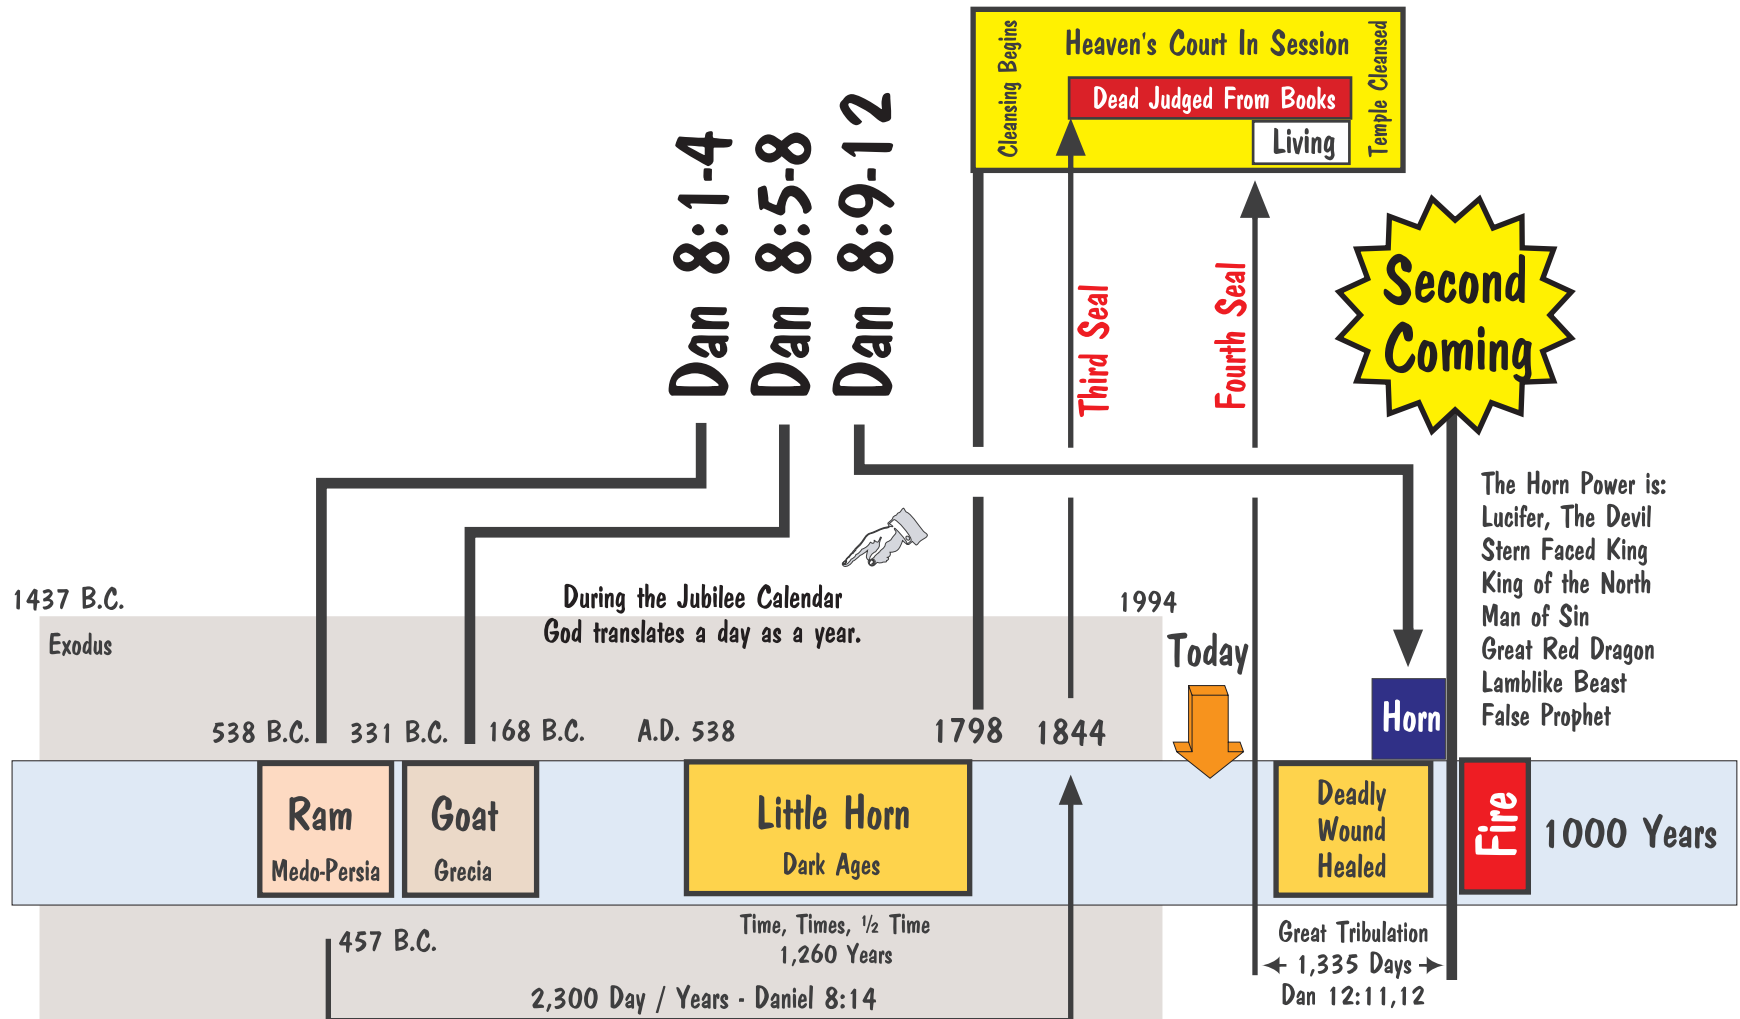 Heaven's Court In Session
Cleansing Begins
Dead Judged From Books
Living
Temple Cleansed
Dan 8:1-4
Dan 8:5-8
Dan 8:9-12
Third Seal
Fourth Seal
Second
Coming
The Horn Power is:
Lucifer, The Devil
Stern Faced King
King of the North
Man of Sin
Great Red Dragon
Lamblike Beast
False Prophet
1437 B.C.
Exodus
During the Jubilee Calendar
God translates a day as a year.
1994
Today
538 B.C.
331 B.C.
168 B.C.
A.D. 538
1798
1844
Horn
Ram
Medo-Persia
Goat
Grecia
Little Horn
Dark Ages
Deadly
Wound
Healed
Fire
1000 Years
457 B.C.
Time, Times, ½ Time
1,260 Years
2,300 Day / Years - Daniel 8:14
Great Tribulation
1,335 Days
Dan 12:11,12